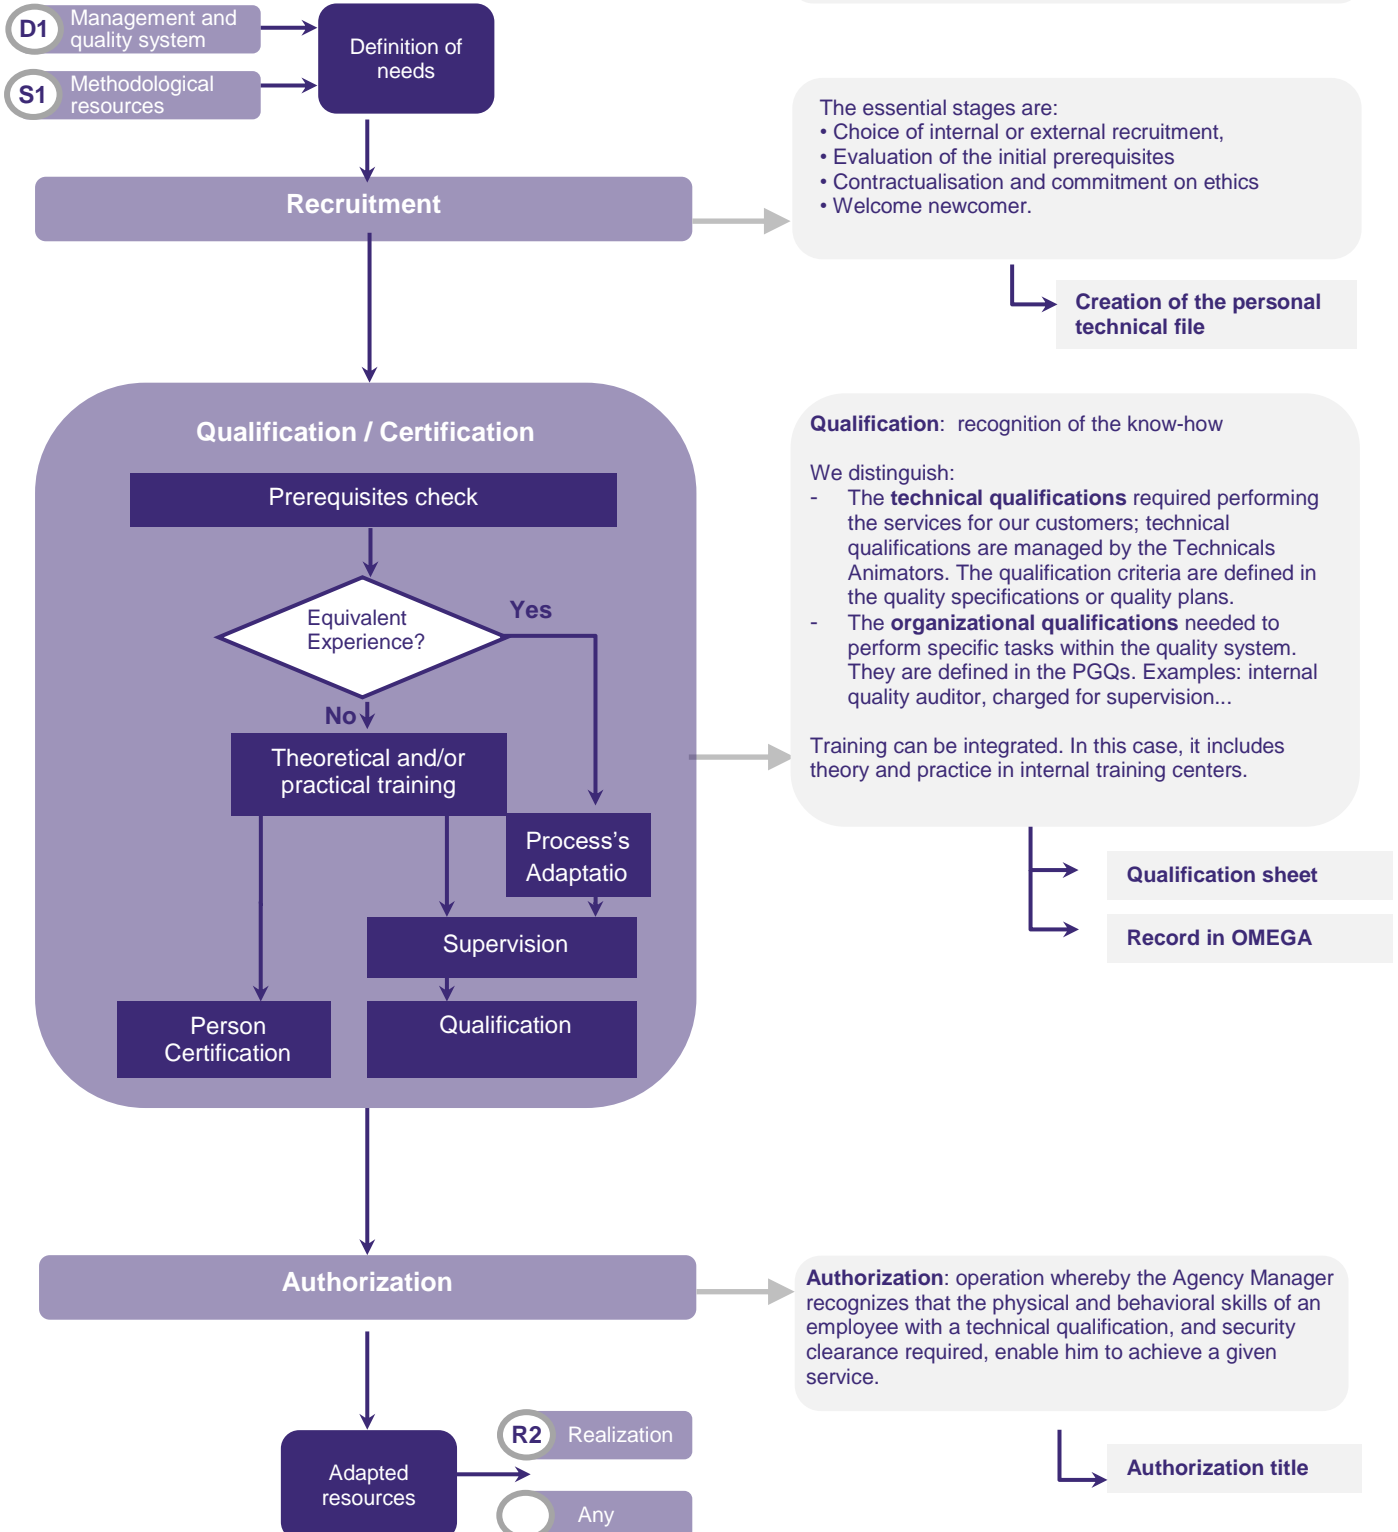 D1
Management and
quality system
S1
Methodological
resources
Definition of
needs
Recruitment
The essential stages are:
• Choice of internal or external recruitment,
• Evaluation of the initial prerequisites
• Contractualisation and commitment on ethics
• Welcome newcomer.
Creation of the personal
technical file
Qualification / Certification
Prerequisites check
Equivalent
Experience?
Yes
No
Theoretical and/or
practical training
Process's
Adaptatio
Supervision
Person
Certification
Qualification
Qualification: recognition of the know-how
We distinguish:
- The technical qualifications required performing
the services for our customers; technical
qualifications are managed by the Technicals
Animators. The qualification criteria are defined in
the quality specifications or quality plans.
- The organizational qualifications needed to
perform specific tasks within the quality system.
They are defined in the PGQs. Examples: internal
quality auditor, charged for supervision...
Training can be integrated. In this case, it includes
theory and practice in internal training centers.
Qualification sheet
Record in OMEGA
Authorization
Authorization: operation whereby the Agency Manager
recognizes that the physical and behavioral skills of an
employee with a technical qualification, and security
clearance required, enable him to achieve a given
service.
Authorization title
Adapted
resources
R2
Realization
Any